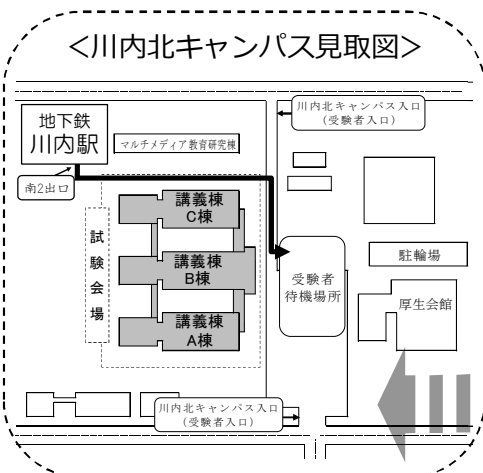 <川内北キャンパス見取図>
地下鉄
川内駅
南2出口
マルチメディア教育研究棟
川内北キャンパス入口
(受験者入口)
講義棟
C棟
試験会場
講義棟
B棟
講義棟
A棟
受験者
待機場所
駐輪場
厚生会館
川内北キャンパス入口
(受験者入口)